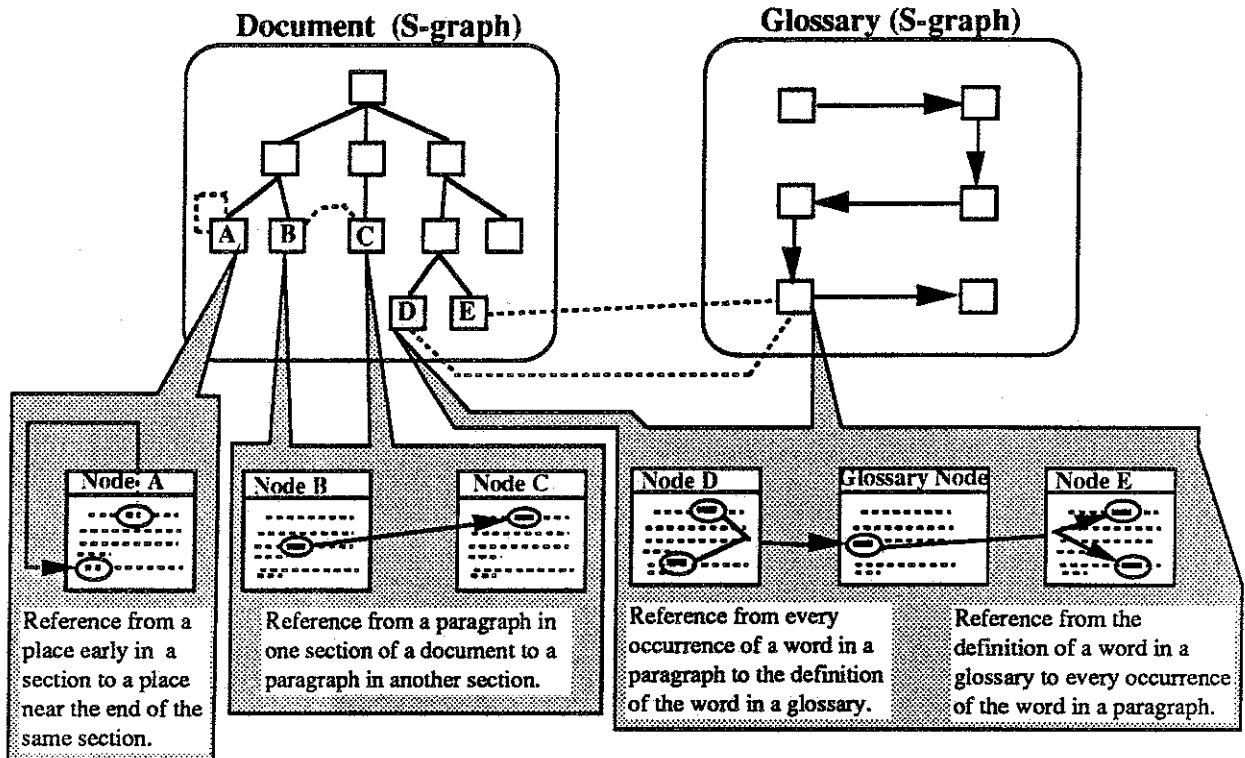 Document (S-graph)
Glossary (S-graph)
A
B
C
D
E
Node A
Reference from a
place early in a
section to a place
near the end of the
same section.
Node B
Node C
Reference from a paragraph in
one section of a document to a
paragraph in another section.
Node D
Glossary Node
Node E
Reference from every
occurrence of a word in a
paragraph to the definition
of the word in a glossary.
Reference from the
definition of a word in a
glossary to every occurrence
of the word in a paragraph.